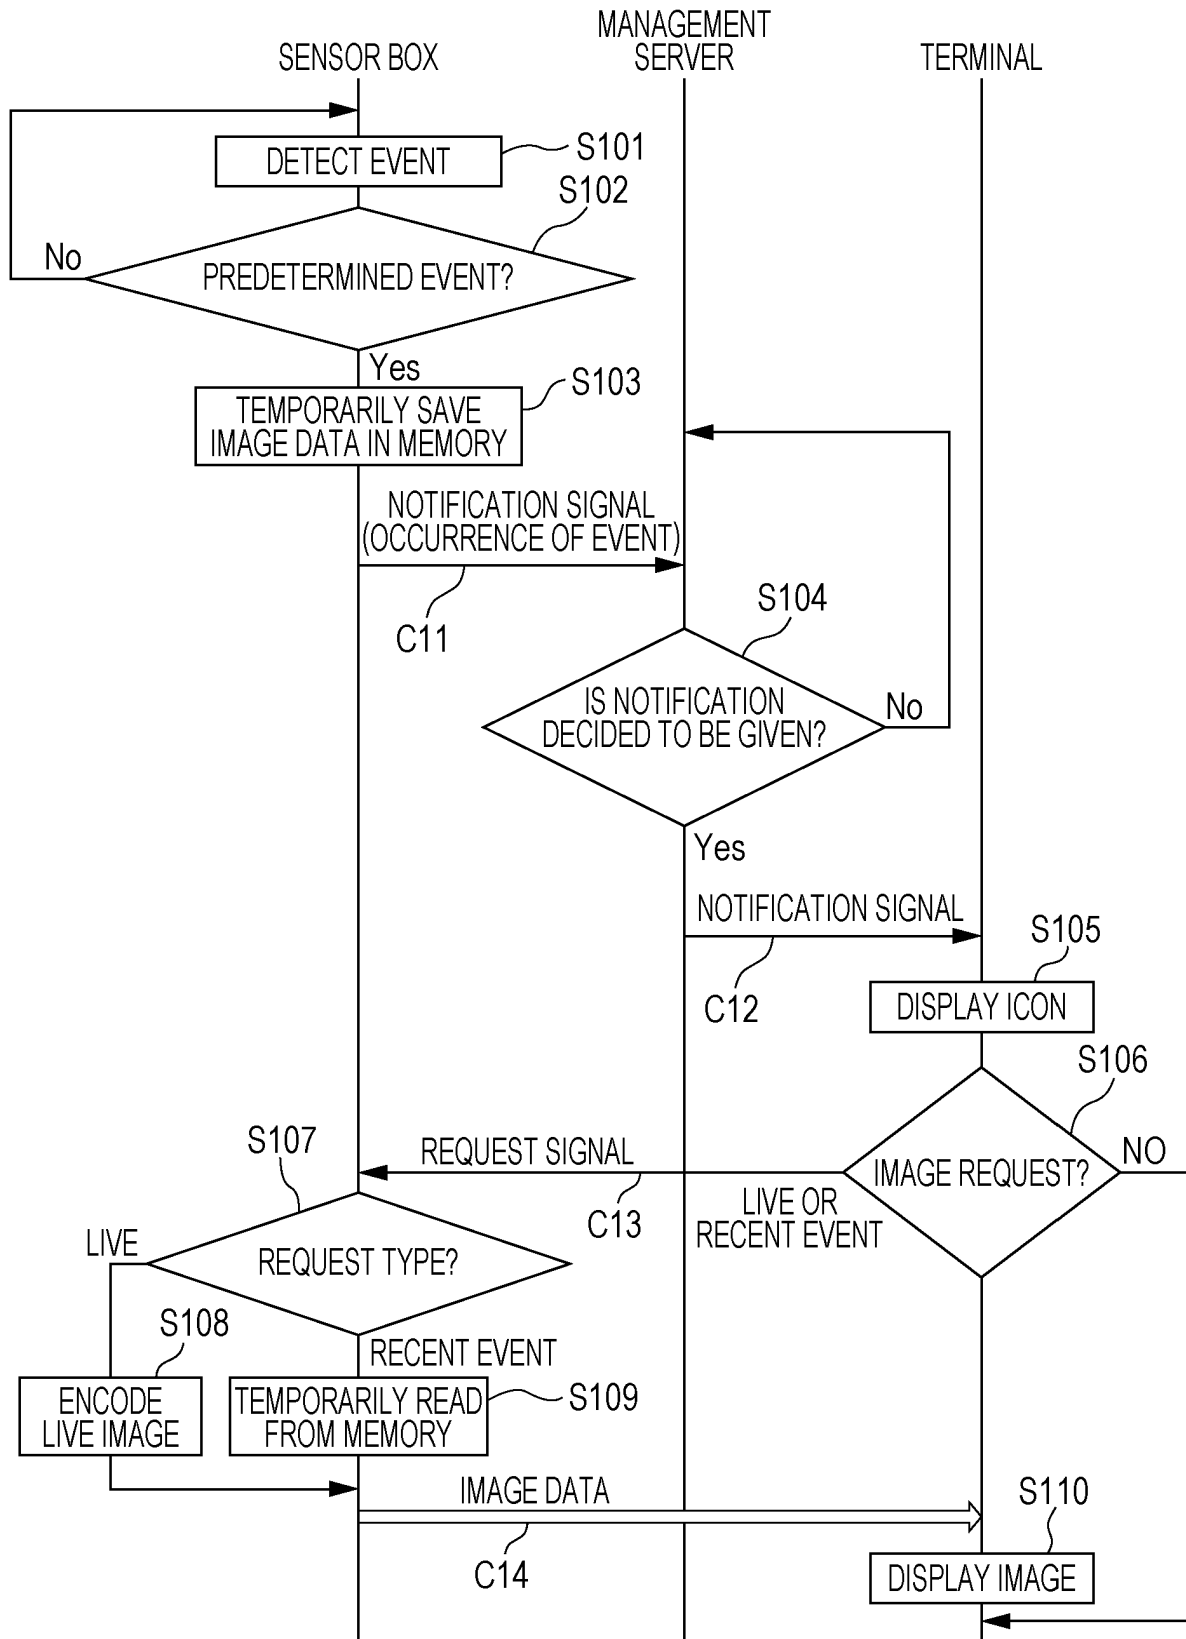 SENSOR BOX
MANAGEMENT
SERVER
TERMINAL
DETECT EVENT
S101
S102
No
PREDETERMINED EVENT?
Yes
S103
TEMPORARILY SAVE
IMAGE DATA IN MEMORY
NOTIFICATION SIGNAL
(OCCURRENCE OF EVENT)
C11
S104
IS NOTIFICATION
DECIDED TO BE GIVEN?
No
Yes
NOTIFICATION SIGNAL
C12
S105
DISPLAY ICON
S106
IMAGE REQUEST?
NO
REQUEST SIGNAL
C13
LIVE OR
RECENT EVENT
S107
LIVE
REQUEST TYPE?
RECENT EVENT
S108
ENCODE
LIVE IMAGE
S109
TEMPORARILY READ
FROM MEMORY
IMAGE DATA
C14
S110
DISPLAY IMAGE